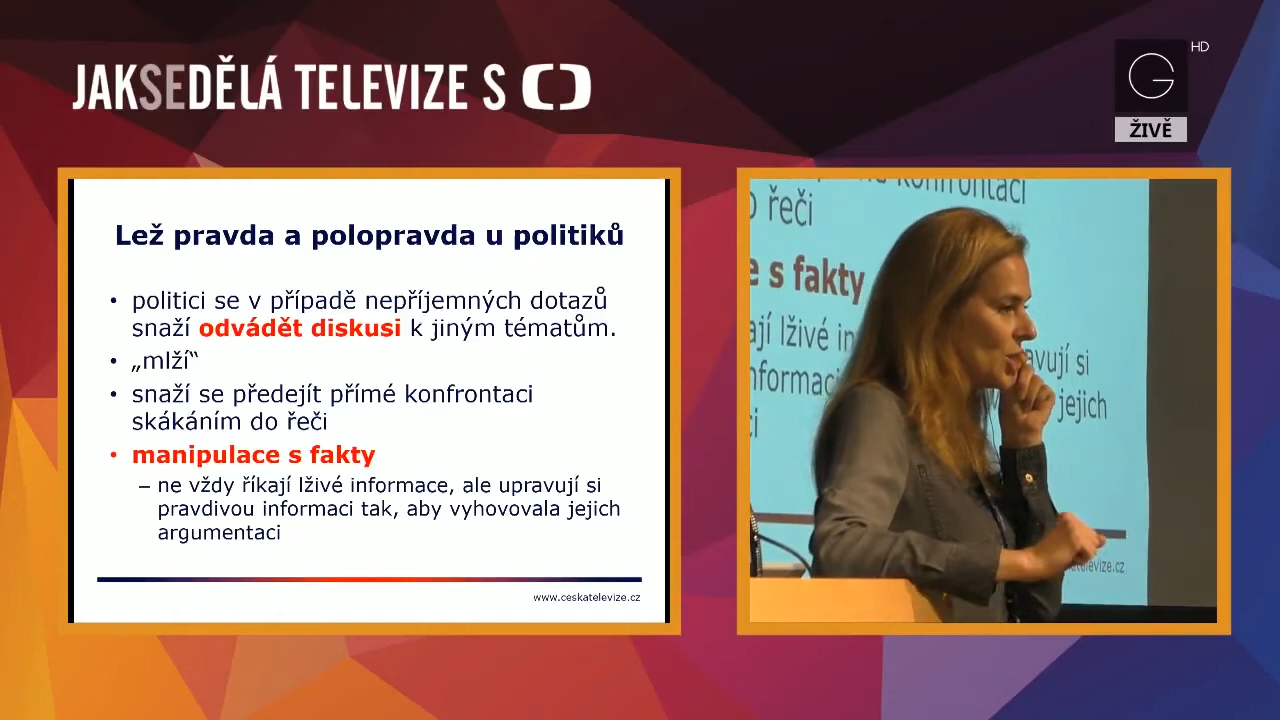 JAKSEDĚLÁ TELEVIZE S
HD
G
ŽIVĚ
Lež pravda a polopravda u politiků
• politici se v případě nepříjemných dotazů
snaží odvádět diskusi k jiným tématům.
• „mlží“
• snaží se předejít přímé konfrontaci
skákáním do řeči
• manipulace s fakty
– ne vždy říkají lživé informace, ale upravují si
pravdivou informaci tak, aby vyhovovala jejich
argumentaci
www.ceskatelevize.cz
konfrontaci
řeči
s fakty
lživé in
avují si
nformaci
jejich
televize.cz